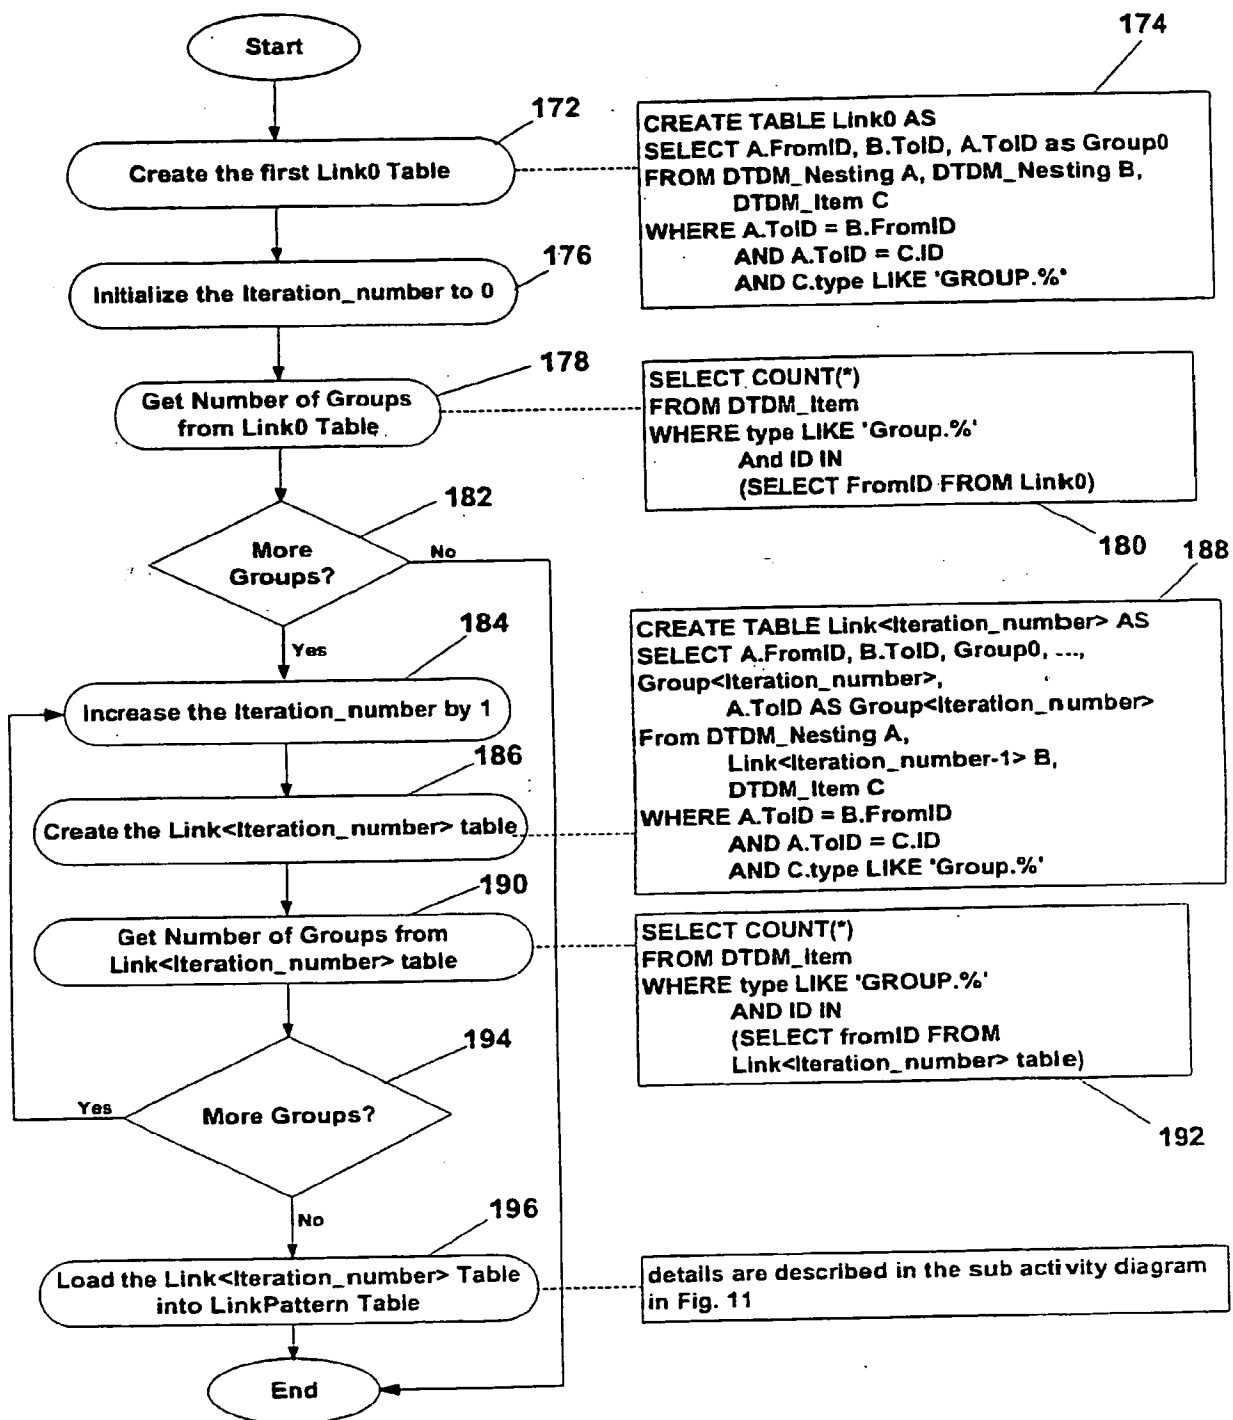 Start
174
172
CREATE TABLE Link0 AS
SELECT A.FromID, B.ToID, A.ToID as Group0
FROM DTDM_Nesting A, DTDM_Nesting B,
DTDM_Item C
WHERE A.ToID = B.FromID
AND A.ToID = C.ID
AND C.type LIKE 'GROUP.%'
Create the first Link0 Table
176
Initialize the Iteration_number to 0
178
Get Number of Groups
from Link0 Table
SELECT COUNT(*)
FROM DTDM_Item
WHERE type LIKE 'Group.%'
And ID IN
(SELECT FromID FROM Link0)
180
182
More
Groups?
No
Yes
188
184
Increase the Iteration_number by 1
CREATE TABLE Link<Iteration_number> AS
SELECT A.FromID, B.ToID, Group0, ...,
Group<Iteration_number>,
A.ToID AS Group<Iteration_number>
From DTDM_Nesting A,
Link<Iteration_number-1> B,
DTDM_Item C
WHERE A.ToID = B.FromID
AND A.ToID = C.ID
AND C.type LIKE 'Group.%'
186
Create the Link<Iteration_number> table
190
Get Number of Groups from
Link<Iteration_number> table
SELECT COUNT(*)
FROM DTDM_Item
WHERE type LIKE 'GROUP.%'
AND ID IN
(SELECT fromID FROM
Link<Iteration_number> table)
192
194
More Groups?
Yes
No
196
Load the Link<Iteration_number> Table
into LinkPattern Table
details are described in the sub activity diagram
in Fig. 11
End